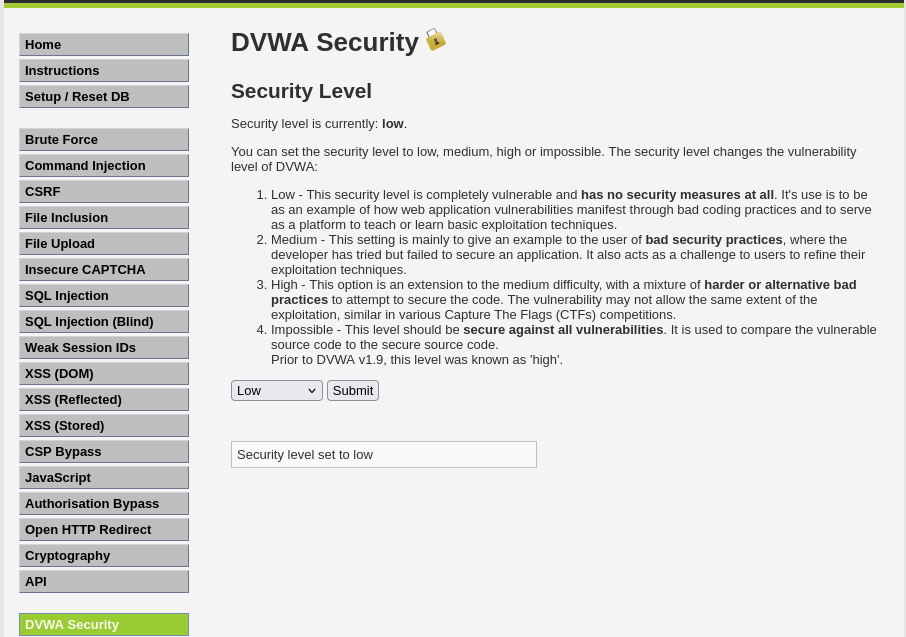 Home
Instructions
Setup / Reset DB
Brute Force
Command Injection
CSRF
File Inclusion
File Upload
Insecure CAPTCHA
SQL Injection
SQL Injection (Blind)
Weak Session IDs
XSS (DOM)
XSS (Reflected)
XSS (Stored)
CSP Bypass
JavaScript
Authorisation Bypass
Open HTTP Redirect
Cryptography
API
DVWA Security
DVWA Security
Security Level
Security level is currently: low.
You can set the security level to low, medium, high or impossible. The security level changes the vulnerability
level of DVWA:
1. Low - This security level is completely vulnerable and has no security measures at all. It's use is to be
as an example of how web application vulnerabilities manifest through bad coding practices and to serve
as a platform to teach or learn basic exploitation techniques.
2. Medium - This setting is mainly to give an example to the user of bad security practices, where the
developer has tried but failed to secure an application. It also acts as a challenge to users to refine their
exploitation techniques.
3. High - This option is an extension to the medium difficulty, with a mixture of harder or alternative bad
practices to attempt to secure the code. The vulnerability may not allow the same extent of the
exploitation, similar in various Capture The Flags (CTFs) competitions.
4. Impossible - This level should be secure against all vulnerabilities. It is used to compare the vulnerable
source code to the secure source code.
Prior to DVWA v1.9, this level was known as 'high'.
Low Submit
Security level set to low